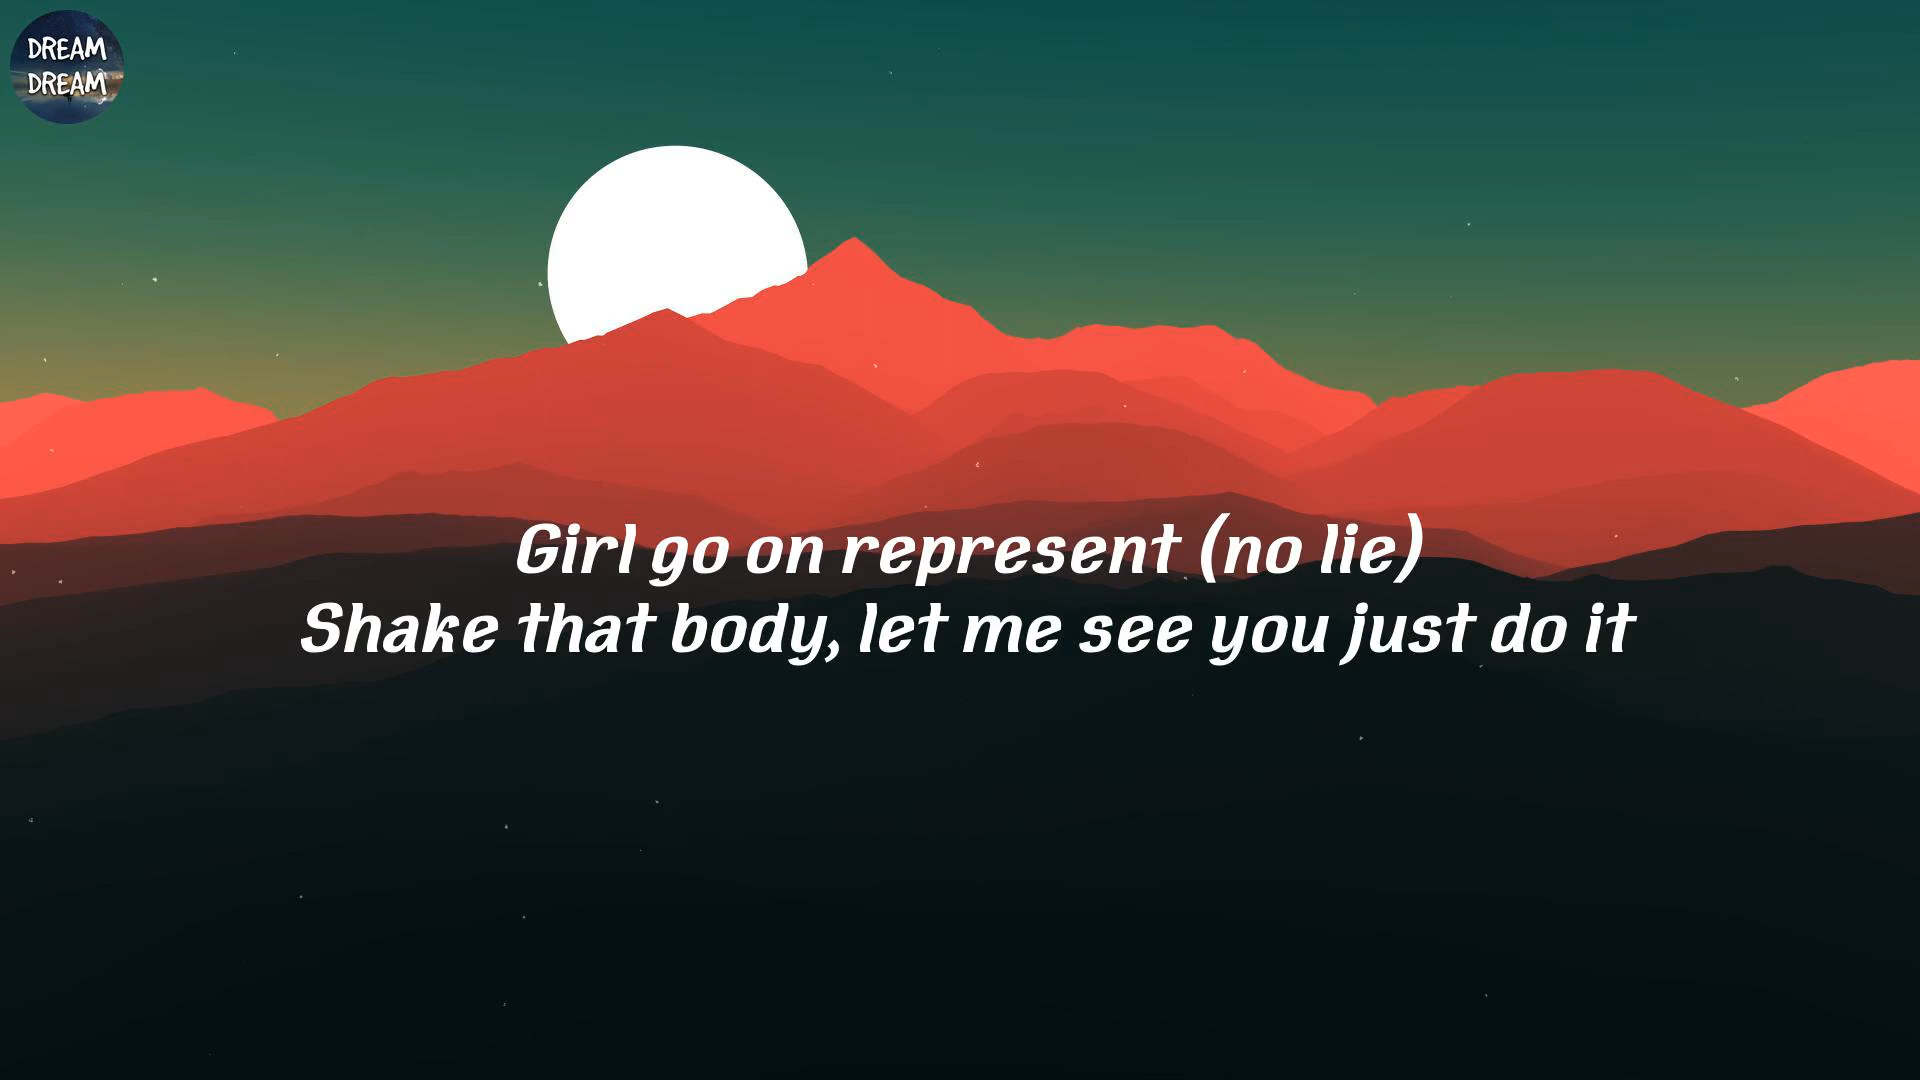 DREAM
DREAM
Girl go on represent (no lie)
Shake that body, let me see you just do it